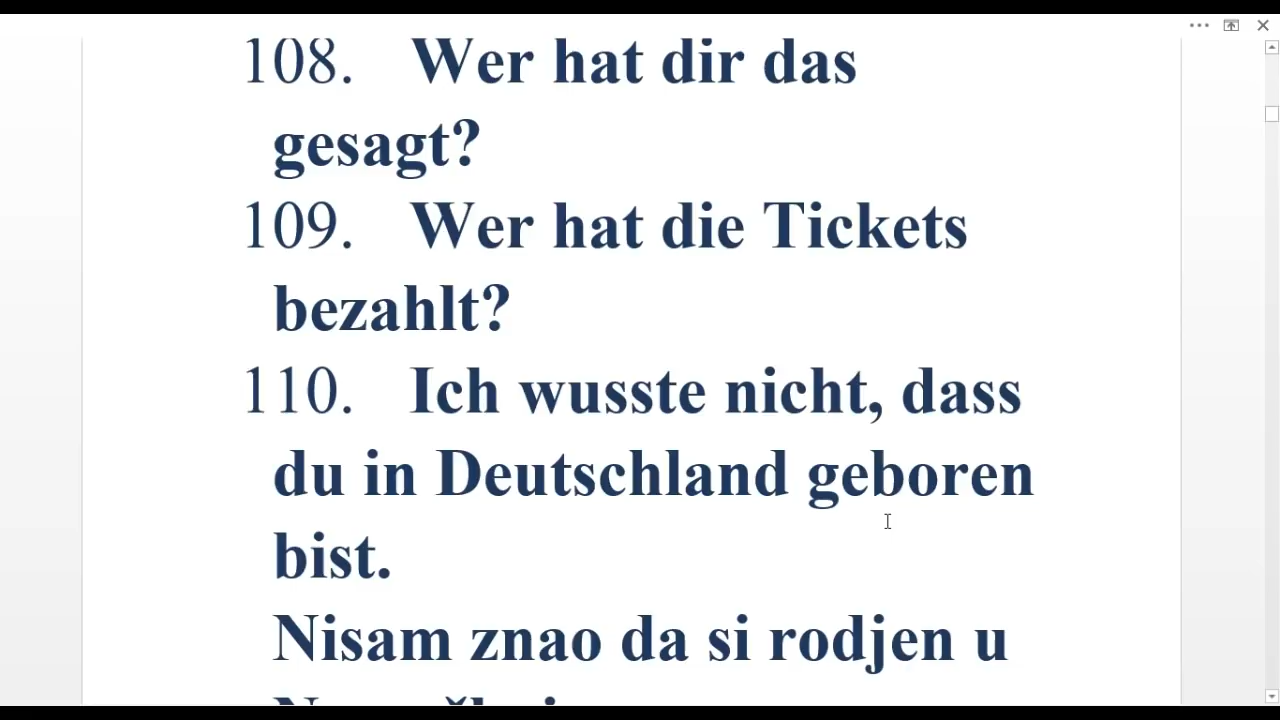 108. Wer hat dir das
gesagt?
109. Wer hat die Tickets
bezahlt?
110. Ich wusste nicht, dass
du in Deutschland geboren
bist.
Nisam znao da si rodjen u